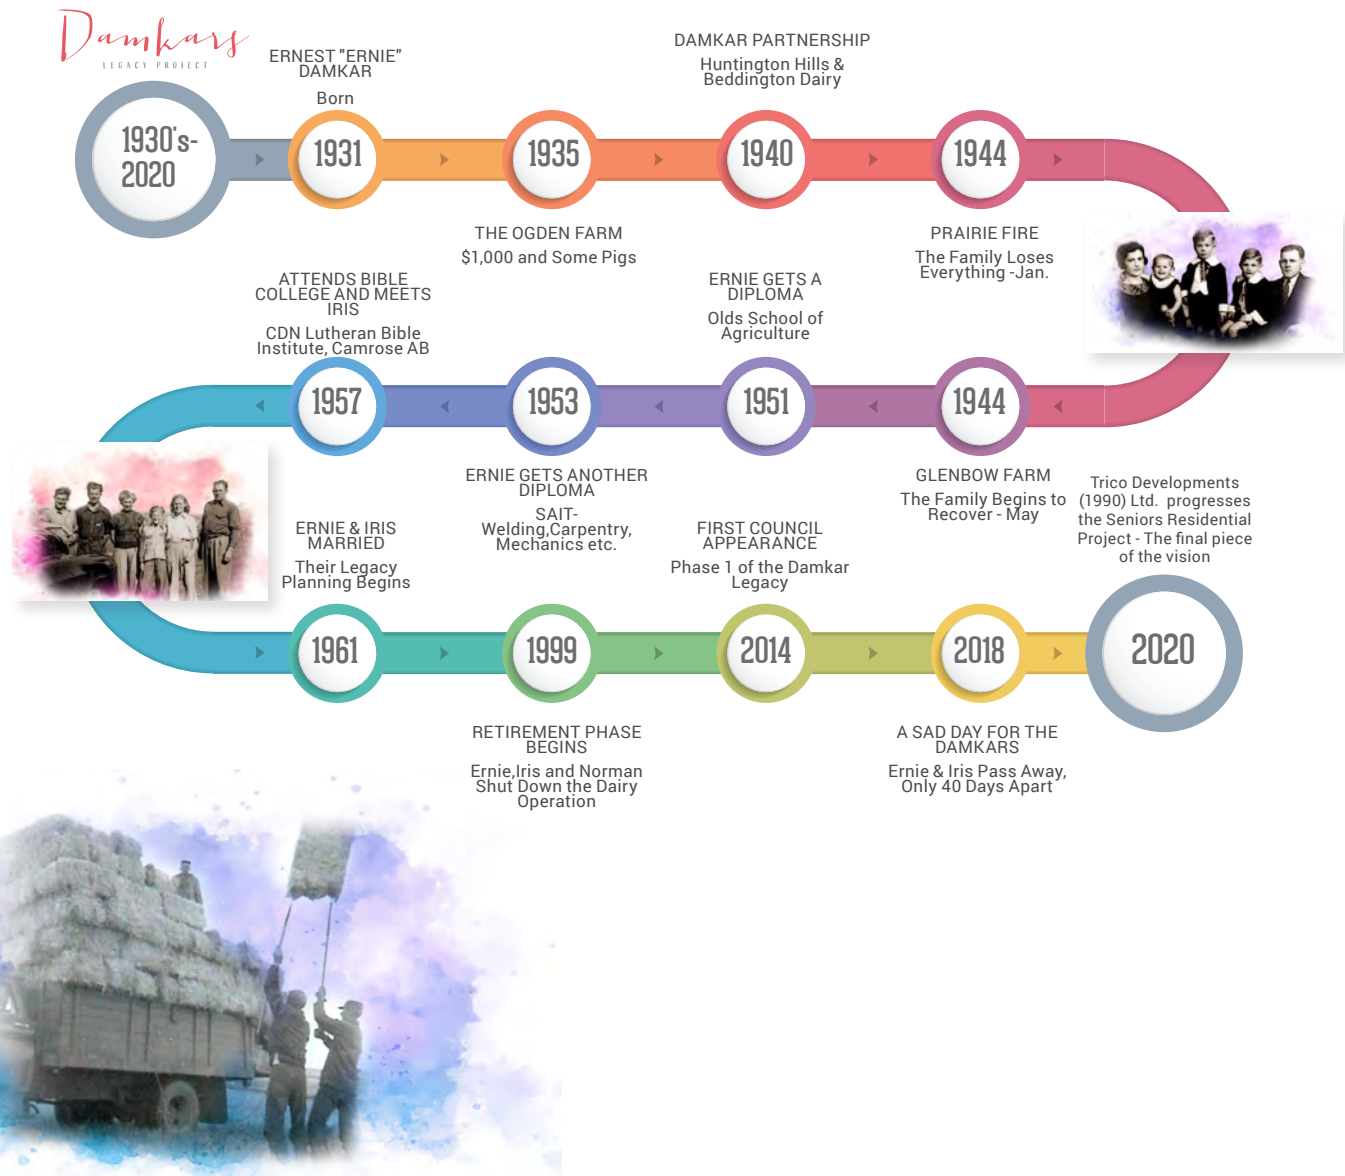 Damkars
LEGACY PROJECT
1930's-
2020
ERNEST "ERNIE"
DAMKAR
Born
1931
1935
THE OGDEN FARM
$1,000 and Some Pigs
DAMKAR PARTNERSHIP
Huntington Hills &
Beddington Dairy
1940
1944
PRAIRIE FIRE
The Family Loses
Everything -Jan.
1944
GLENBOW FARM
The Family Begins to
Recover - May
ERNIE GETS A
DIPLOMA
Olds School of
Agriculture
1951
1953
ERNIE GETS ANOTHER
DIPLOMA
SAIT-
Welding,Carpentry,
Mechanics etc.
ATTENDS BIBLE
COLLEGE AND MEETS
IRIS
CDN Lutheran Bible
Institute, Camrose AB
1957
ERNIE & IRIS
MARRIED
Their Legacy
Planning Begins
1961
1999
RETIREMENT PHASE
BEGINS
Ernie,Iris and Norman
Shut Down the Dairy
Operation
FIRST COUNCIL
APPEARANCE
Phase 1 of the Damkar
Legacy
2014
2018
A SAD DAY FOR THE
DAMKARS
Ernie & Iris Pass Away,
Only 40 Days Apart
Trico Developments
(1990) Ltd. progresses
the Seniors Residential
Project - The final piece
of the vision
2020